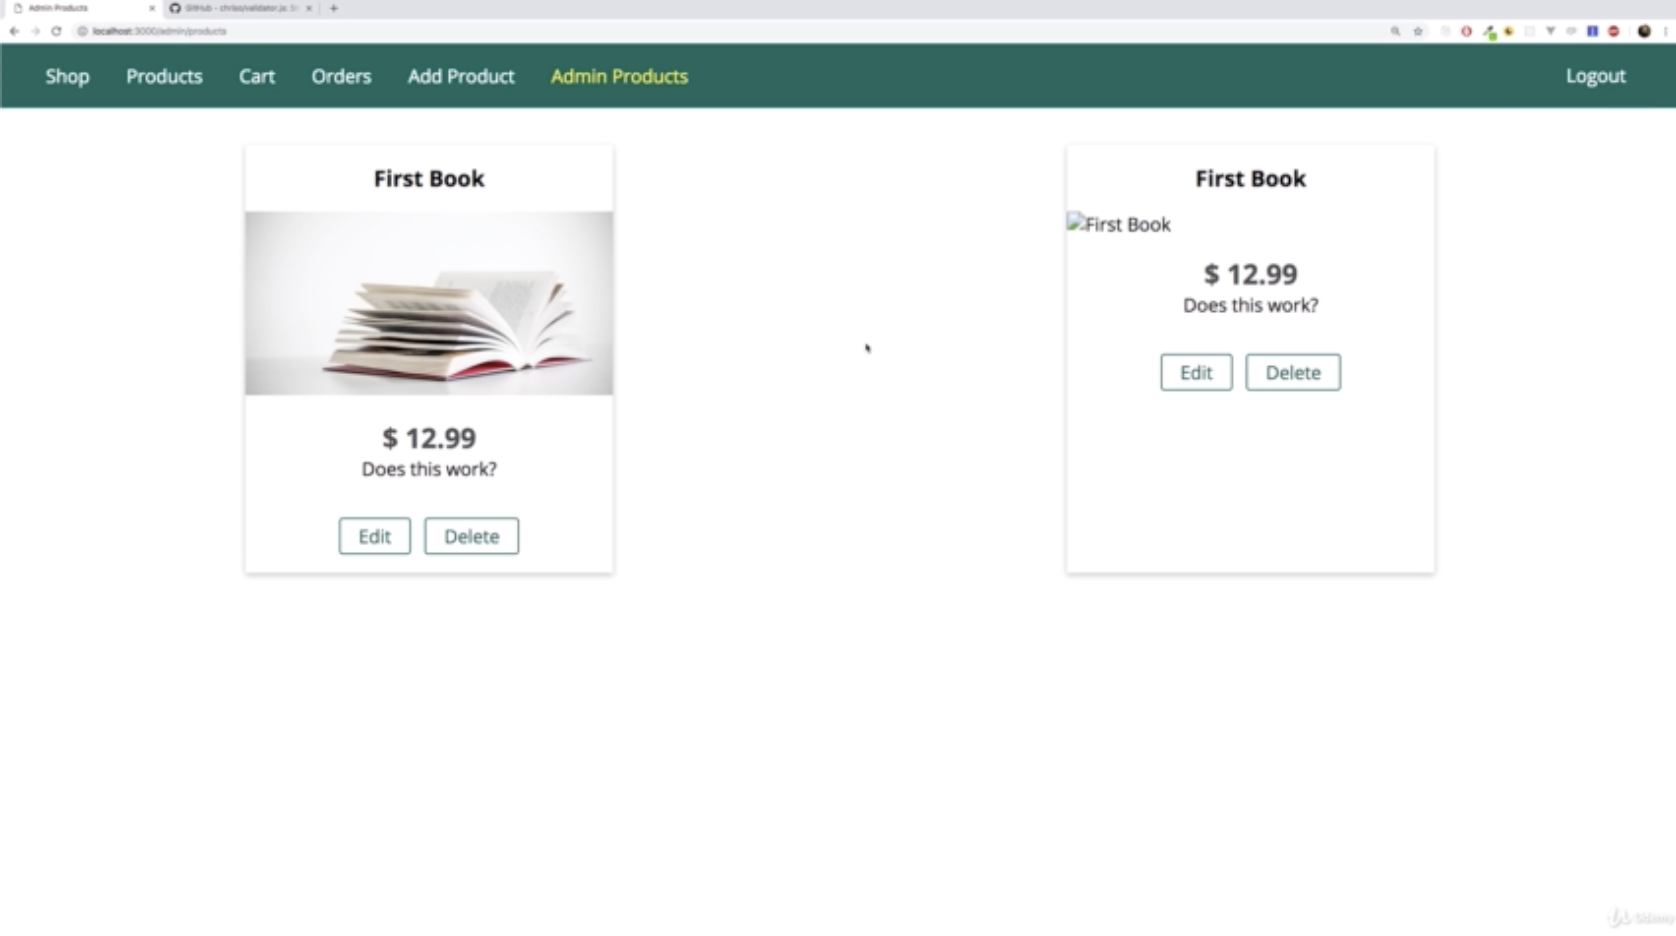 Admin Products
GitHub - chriso/validator.js: St
localhost:3000/admin/products
Shop
Products
Cart
Orders
Add Product
Admin Products
Logout
First Book
$ 12.99
Does this work?
Edit
Delete
First Book
First Book
$ 12.99
Does this work?
Edit
Delete
Udemy